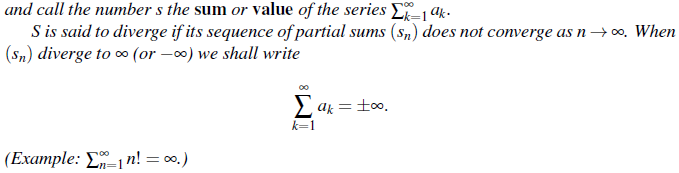 and call the number s the sum or value of the series ∑_{k=1}^∞ a_k.
S is said to diverge if its sequence of partial sums (s_n) does not converge as n → ∞. When
(s_n) diverge to ∞ (or −∞) we shall write
∑_{k=1}^∞ a_k = ±∞.
(Example: ∑_{n=1}^∞ n! = ∞.)